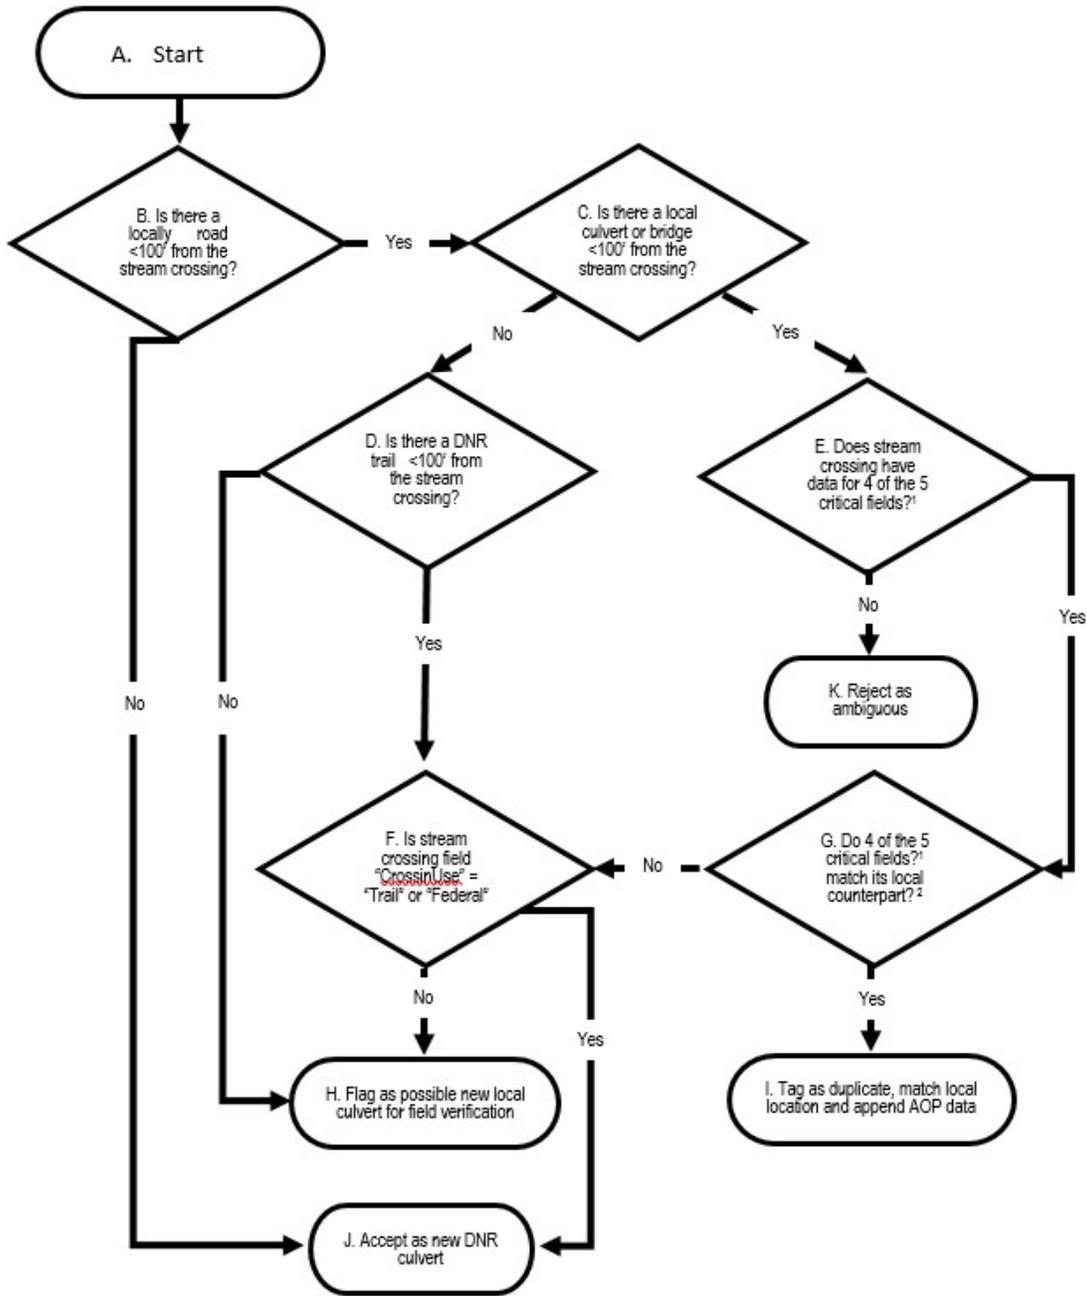 A. Start
B. Is there a
locally road
<100' from the
stream crossing?
Yes
C. Is there a local
culvert or bridge
<100' from the
stream crossing?
No
Yes
D. Is there a DNR
trail <100' from
the stream
crossing?
E. Does stream
crossing have
data for 4 of the 5
critical fields?¹
No
Yes
Yes
K. Reject as
ambiguous
No
No
F. Is stream
crossing field
"CrossinUse" =
"Trail" or "Federal"
No
G. Do 4 of the 5
critical fields?¹
match its local
counterpart? ²
No
Yes
Yes
H. Flag as possible new local
culvert for field verification
I. Tag as duplicate, match local
location and append AOP data
J. Accept as new DNR
culvert